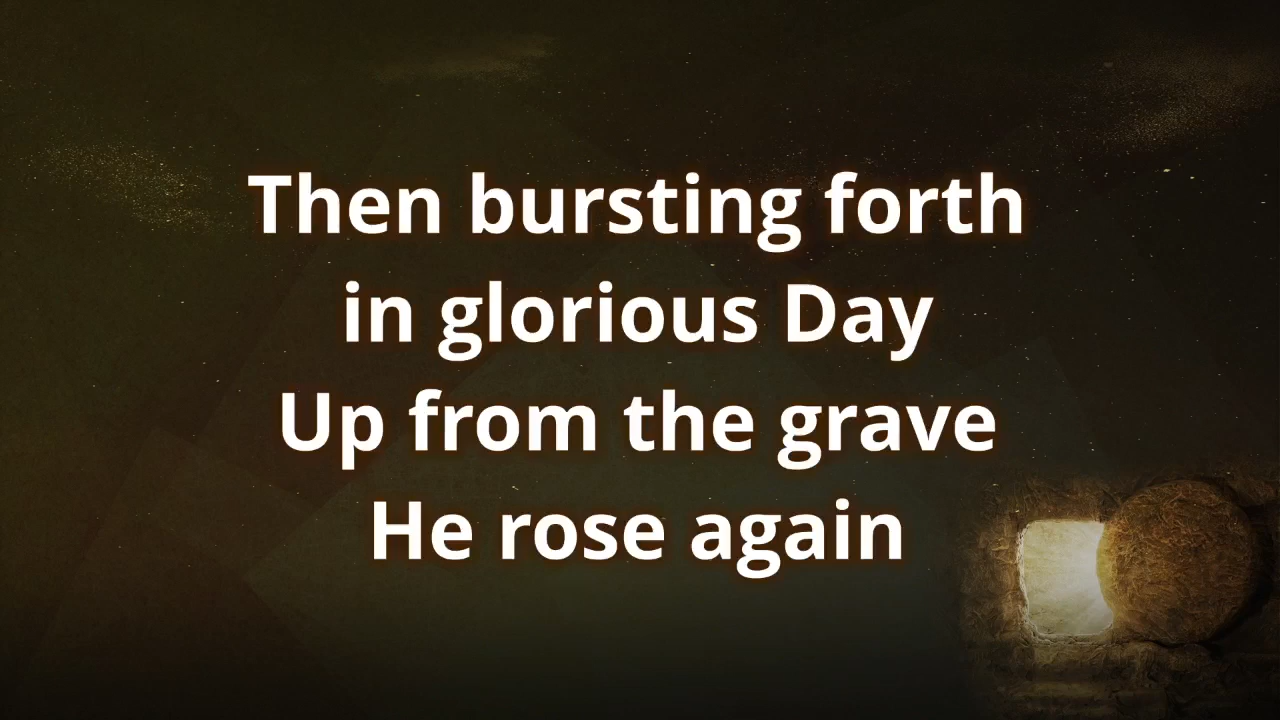 Then bursting forth
in glorious Day
Up from the grave
He rose again